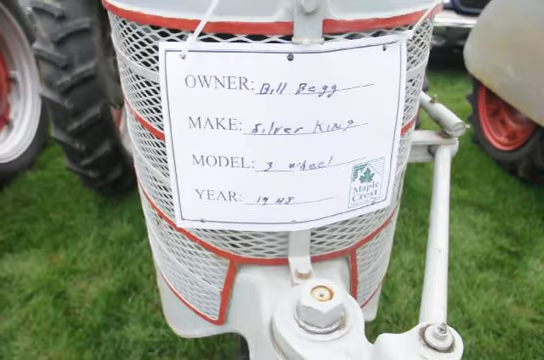 OWNER: Bill Begg
MAKE: Silver KING
MODEL: 3 wheel
YEAR: 1948
Maple
Crest